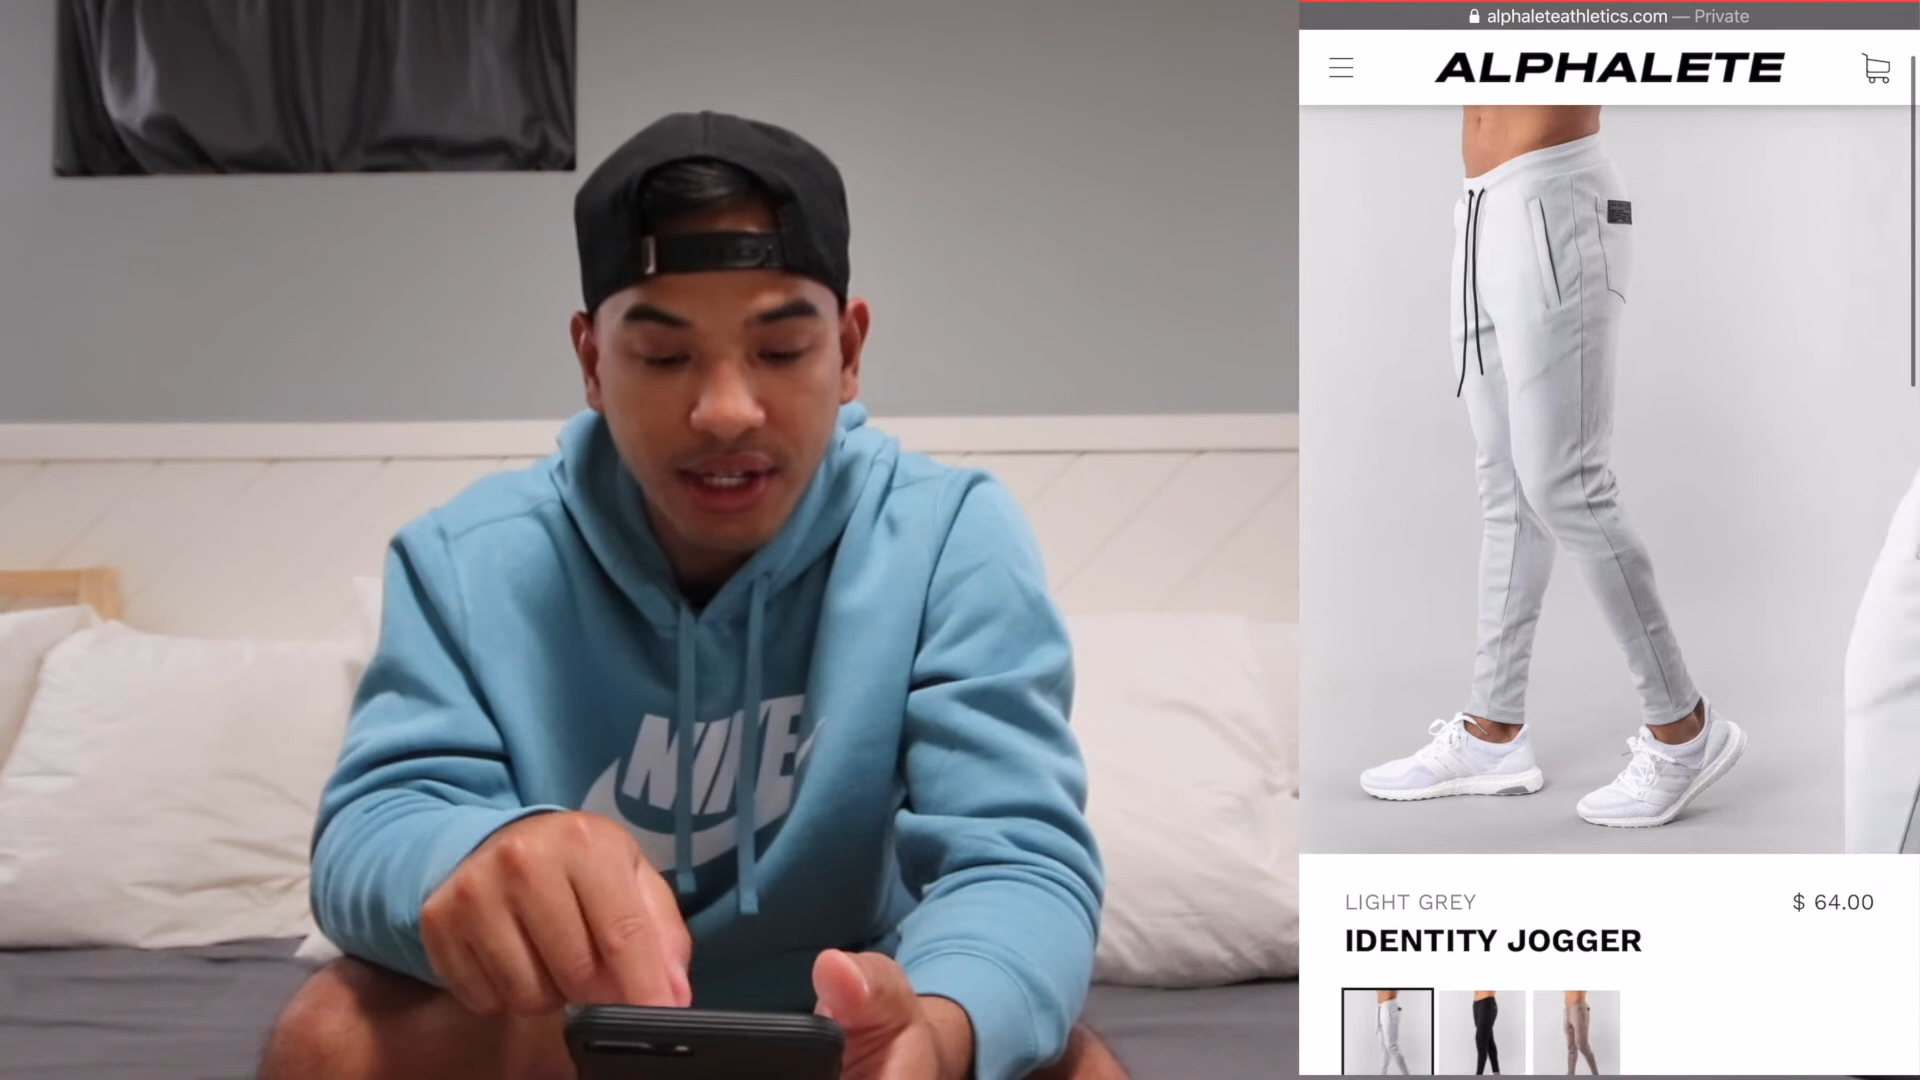 alphaleteathletics.com — Private
ALPHALETE
NIKE
LIGHT GREY
$ 64.00
IDENTITY JOGGER